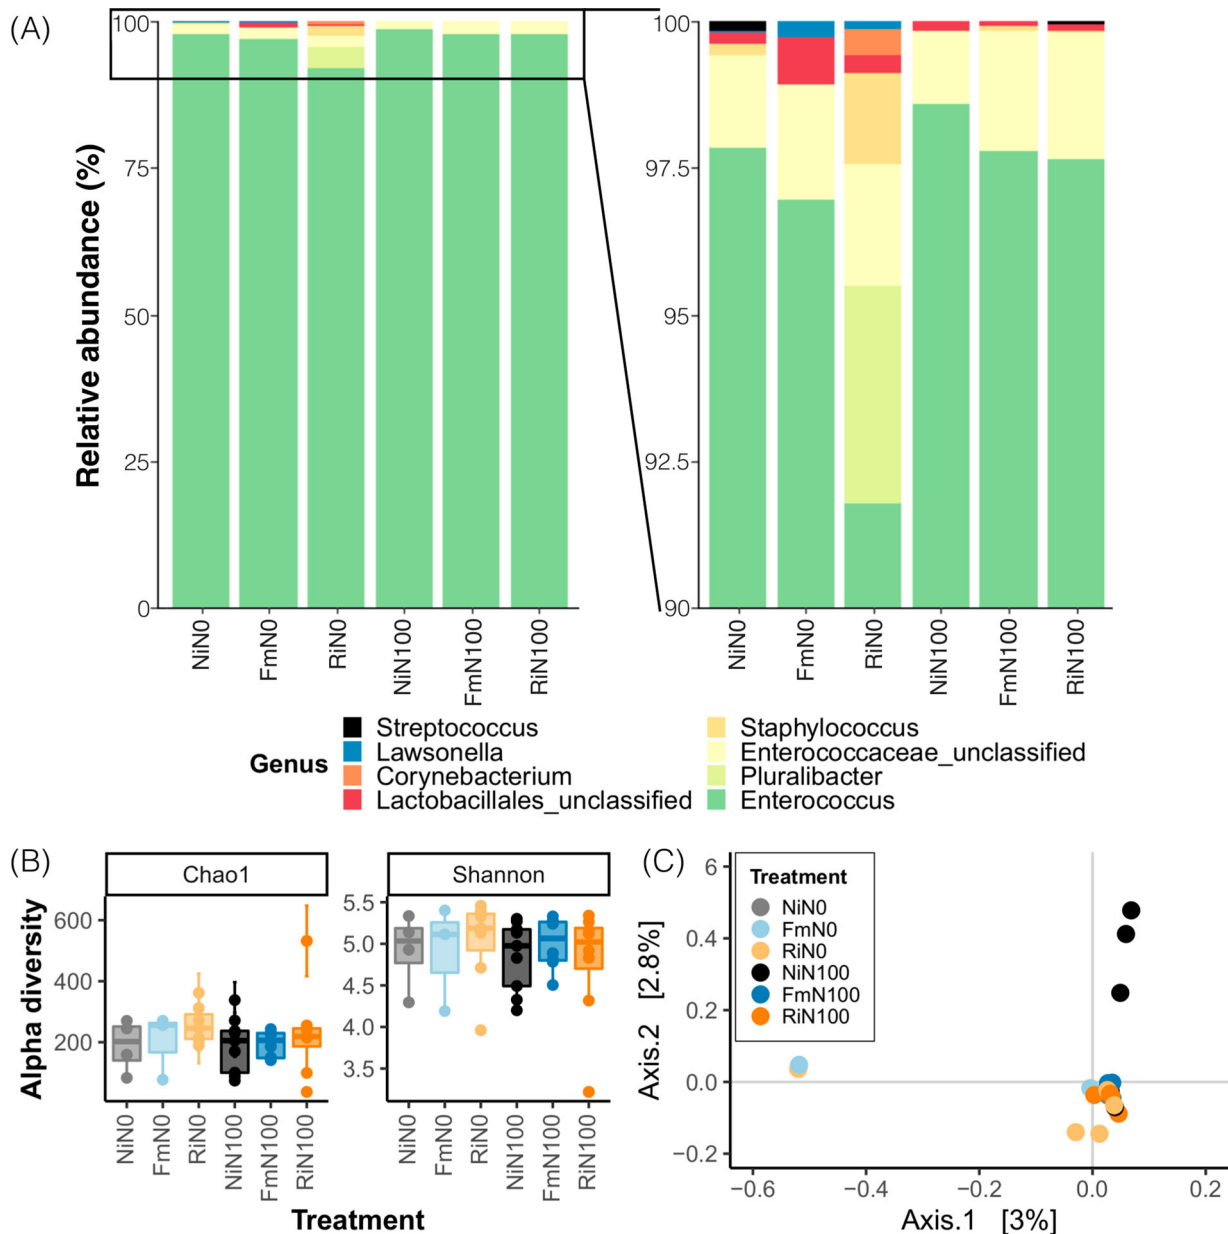 (A)
Relative abundance (%)
100
75
50
25
0
NiN0
FmN0
RiN0
NiN100
FmN100
RiN100
100
97.5
95
92.5
90
NiN0
FmN0
RiN0
NiN100
FmN100
RiN100
Genus
Streptococcus
Lawsonella
Corynebacterium
Lactobacillales_unclassified
Staphylococcus
Enterococcaceae_unclassified
Pluralibacter
Enterococcus
(B)
Alpha diversity
Chao1
600
400
200
NiN0
FmN0
RiN0
NiN100
FmN100
RiN100
Shannon
5.5
5.0
4.5
4.0
3.5
NiN0
FmN0
RiN0
NiN100
FmN100
RiN100
Treatment
(C)
Axis.2 [2.8%]
6
0.4
0.2
0.0
−0.2
Treatment
NiN0
FmN0
RiN0
NiN100
FmN100
RiN100
−0.6
−0.4
−0.2
0.0
0.2
Axis.1 [3%]